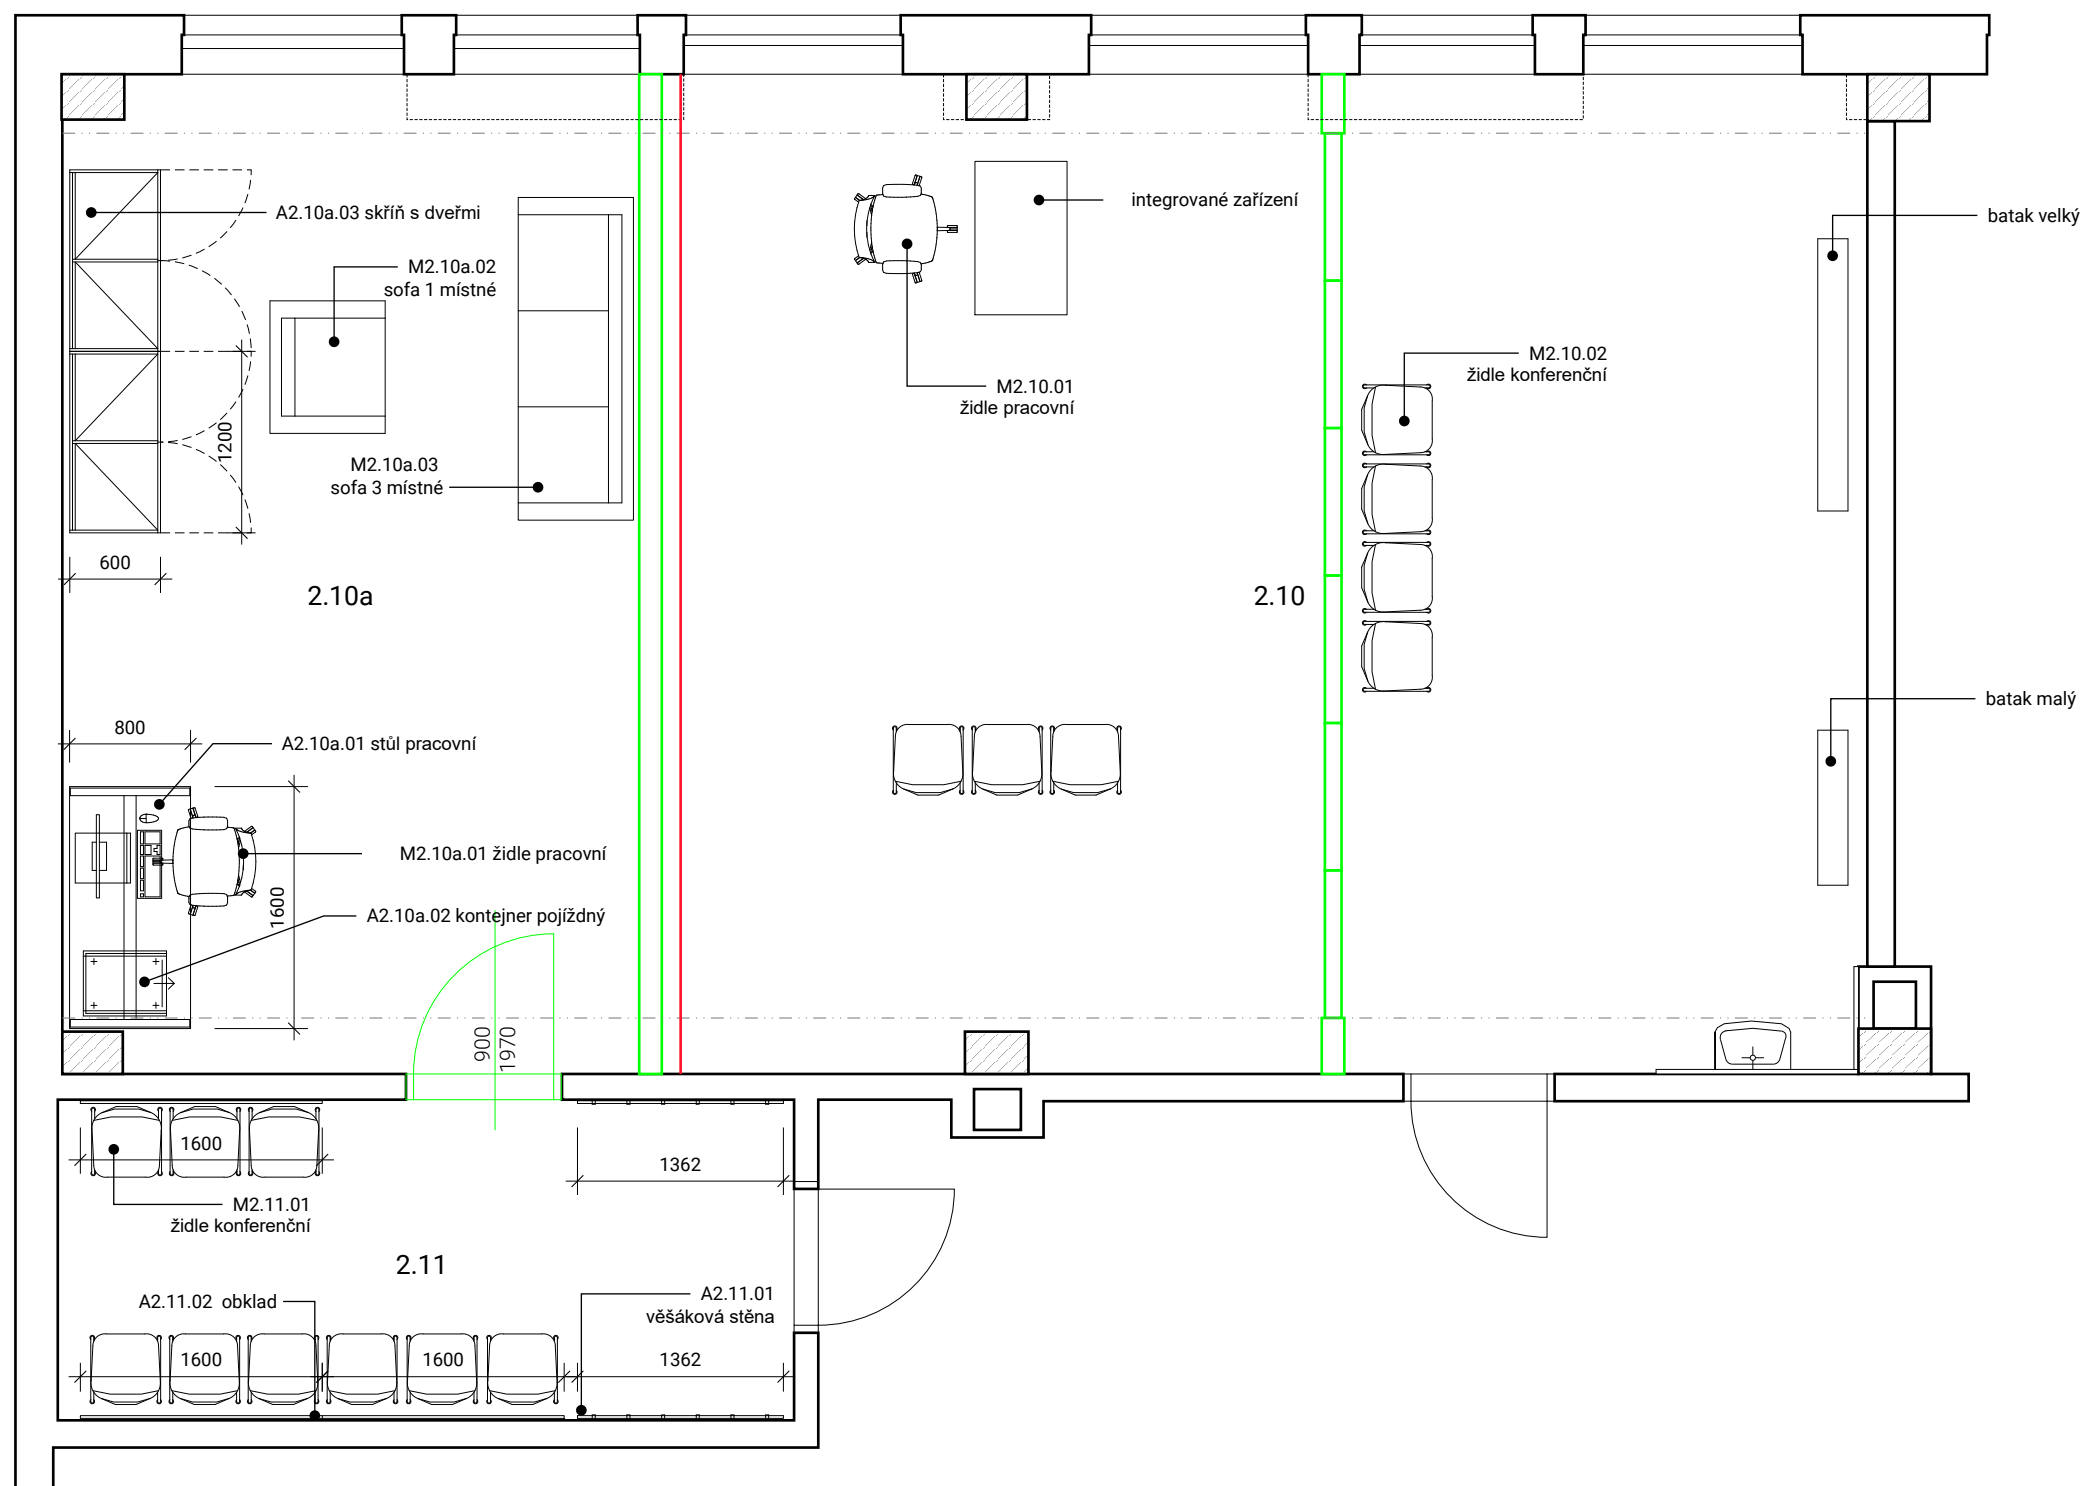 A2.10a.03 skříň s dveřmi
M2.10a.02
sofa 1 místné
1200
M2.10a.03
sofa 3 místné
600
2.10a
800
A2.10a.01 stůl pracovní
M2.10a.01 židle pracovní
1600
A2.10a.02 kontejner pojíždný
900
1970
integrované zařízení
M2.10.01
židle pracovní
2.10
M2.10.02
židle konferenční
batak velký
batak malý
1600
M2.11.01
židle konferenční
1362
2.11
A2.11.02 obklad
A2.11.01
věšáková stěna
1600
1600
1362